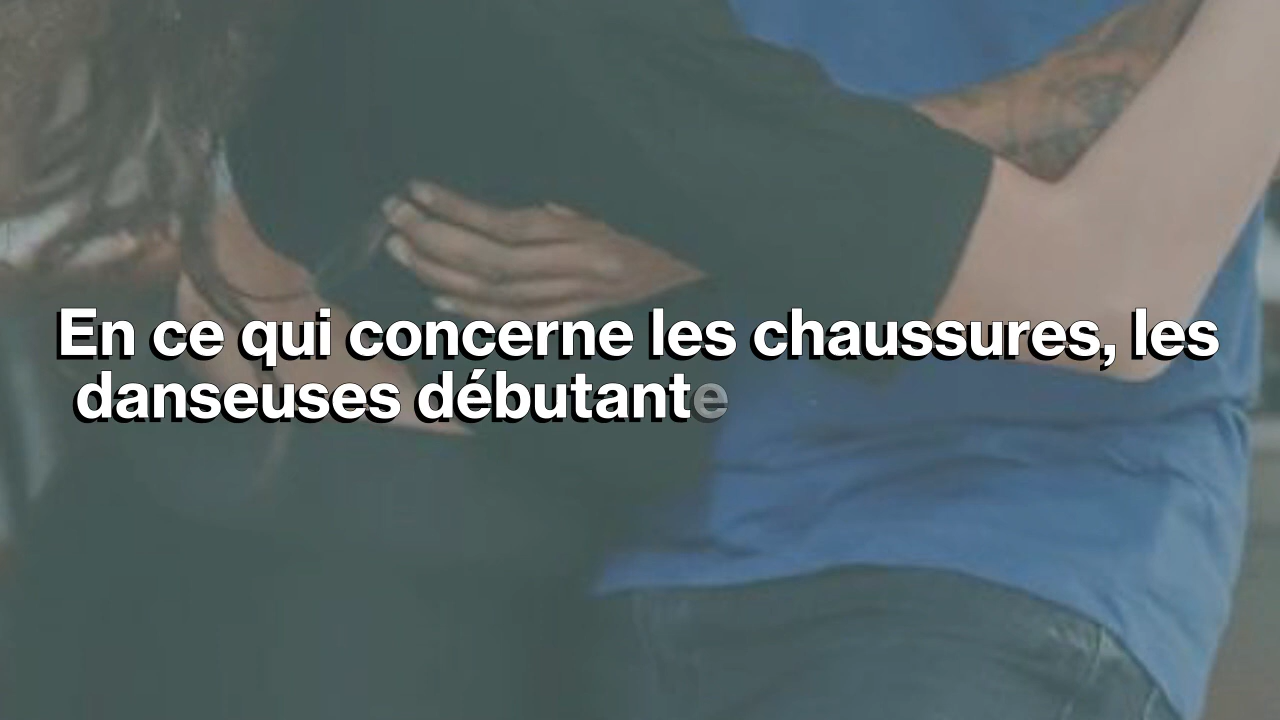 En ce qui concerne les chaussures, les
danseuses débutante